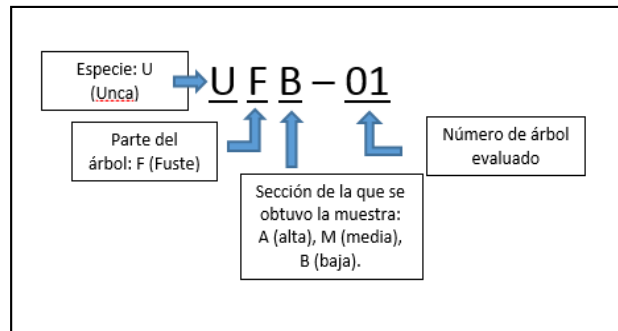 Especie: U
(Unca)
U F B – 01
Parte del
árbol: F (Fuste)
Número de árbol
evaluado
Sección de la que se
obtuvo la muestra:
A (alta), M (media),
B (baja).